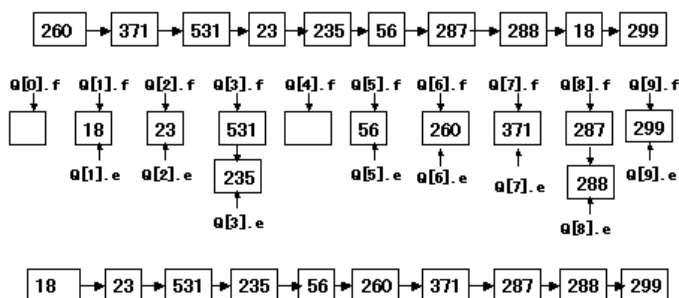 260 371 531 23 235 56 287 288 18 299
Q[0].f Q[1].f Q[2].f Q[3].f Q[4].f Q[5].f Q[6].f Q[7].f Q[8].f Q[9].f
18 23 531 56 260 371 287 299
Q[1].e Q[2].e 235 Q[5].e Q[6].e Q[7].e 288 Q[9].e
Q[3].e Q[8].e
18 23 531 235 56 260 371 287 288 299